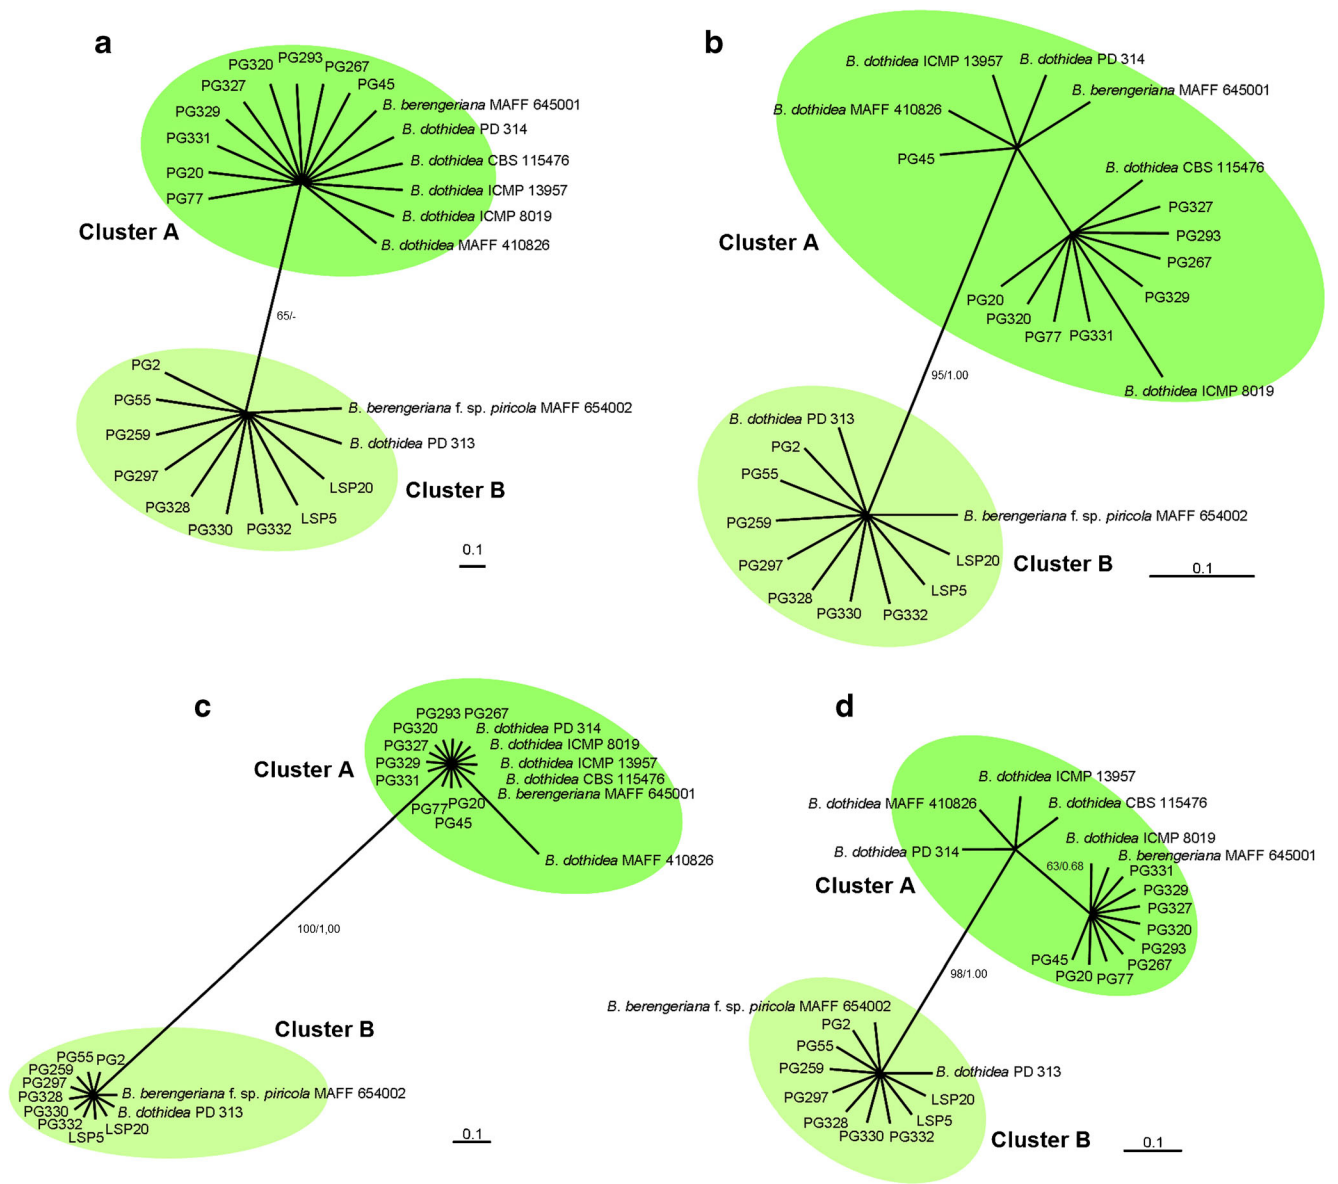 a
PG320
PG293
PG267
PG327
PG45
PG329
B. berengeriana MAFF 645001
PG331
B. dothidea PD 314
B. dothidea CBS 115476
PG20
B. dothidea ICMP 13957
PG77
B. dothidea ICMP 8019
Cluster A
B. dothidea MAFF 410826
65/-
PG2
PG55
B. berengeriana f. sp. piricola MAFF 654002
PG259
B. dothidea PD 313
PG297
LSP20
Cluster B
PG328
LSP5
PG330
PG332
0.1
b
B. dothidea ICMP 13957
B. dothidea PD 314
B. berengeriana MAFF 645001
B. dothidea MAFF 410826
PG45
B. dothidea CBS 115476
PG327
PG293
Cluster A
PG267
PG329
PG20
PG320
PG77
PG331
95/1.00
B. dothidea ICMP 8019
B. dothidea PD 313
PG2
PG55
PG259
B. berengeriana f. sp. piricola MAFF 654002
PG297
LSP20
Cluster B
PG328
LSP5
PG330
PG332
0.1
c
PG293
PG267
PG320
B. dothidea PD 314
PG327
B. dothidea ICMP 8019
PG329
B. dothidea ICMP 13957
Cluster A
PG331
B. dothidea CBS 115476
B. berengeriana MAFF 645001
PG77
PG20
PG45
B. dothidea MAFF 410826
100/1,00
Cluster B
PG55
PG2
PG259
PG297
B. berengeriana f. sp. piricola MAFF 654002
PG328
PG330
B. dothidea PD 313
PG332
LSP20
LSP5
0.1
d
B. dothidea ICMP 13957
B. dothidea MAFF 410826
B. dothidea CBS 115476
B. dothidea ICMP 8019
B. dothidea PD 314
B. berengeriana MAFF 645001
63/0.68
PG331
Cluster A
PG329
PG327
PG320
PG293
PG45
PG267
PG20
PG77
98/1.00
B. berengeriana f. sp. piricola MAFF 654002
PG2
PG55
PG259
B. dothidea PD 313
PG297
LSP20
PG328
LSP5
PG330
PG332
Cluster B
0.1